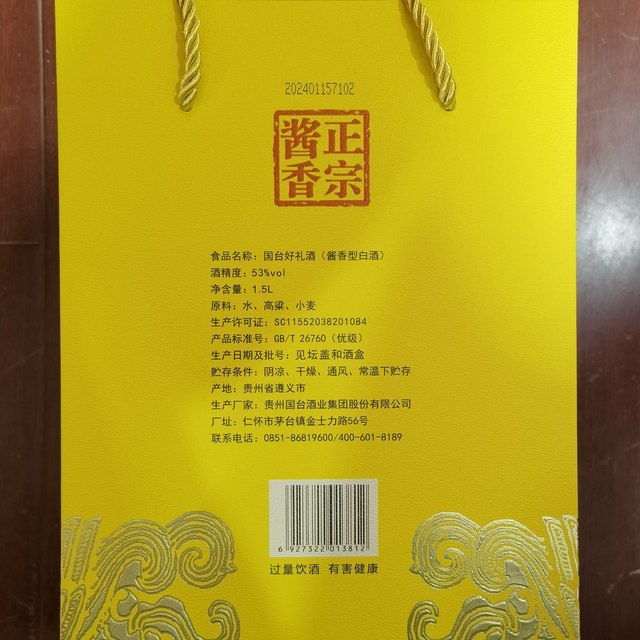 202401157102
正宗
酱香
食品名称：国台好礼酒（酱香型白酒）
酒精度：53%vol
净含量：1.5L
原料：水、高粱、小麦
生产许可证：SC11552038201084
产品标准号：GB/T 26760（优级）
生产日期及批号：见坛盖和酒盒
贮存条件：阴凉、干燥、通风、常温下贮存
产地：贵州省遵义市
生产厂家：贵州国台酒业集团股份有限公司
厂址：仁怀市茅台镇金士力路56号
联系电话：0851-86819600/400-601-8189
6 927322 013812
过量饮酒 有害健康